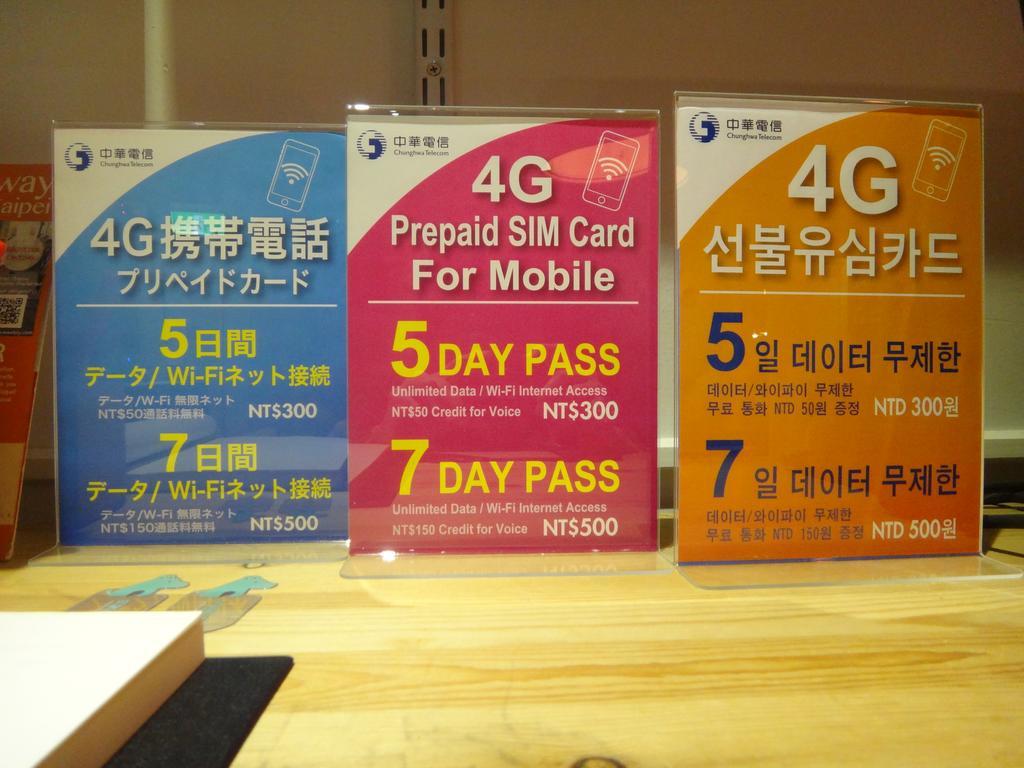 way
aipei
中華電信
Chunghwa Telecom
4G携帯電話
プリペイドカード
5日間
データ/ Wi-Fiネット接続
データ/W-Fi 無限ネット
NT$50通話料無料 NT$300
7日間
データ/ Wi-Fiネット接続
データ/W-Fi 無限ネット
NT$150通話料無料 NT$500
中華電信
Chunghwa Telecom
4G
Prepaid SIM Card
For Mobile
5 DAY PASS
Unlimited Data / Wi-Fi Internet Access
NT$50 Credit for Voice NT$300
7 DAY PASS
Unlimited Data / Wi-Fi Internet Access
NT$150 Credit for Voice NT$500
中華電信
Chunghwa Telecom
4G
선불유심카드
5일 데이터 무제한
데이터/와이파이 무제한
무료 통화 NTD 50원 증정 NTD 300원
7일 데이터 무제한
데이터/와이파이 무제한
무료 통화 NTD 150원 증정 NTD 500원